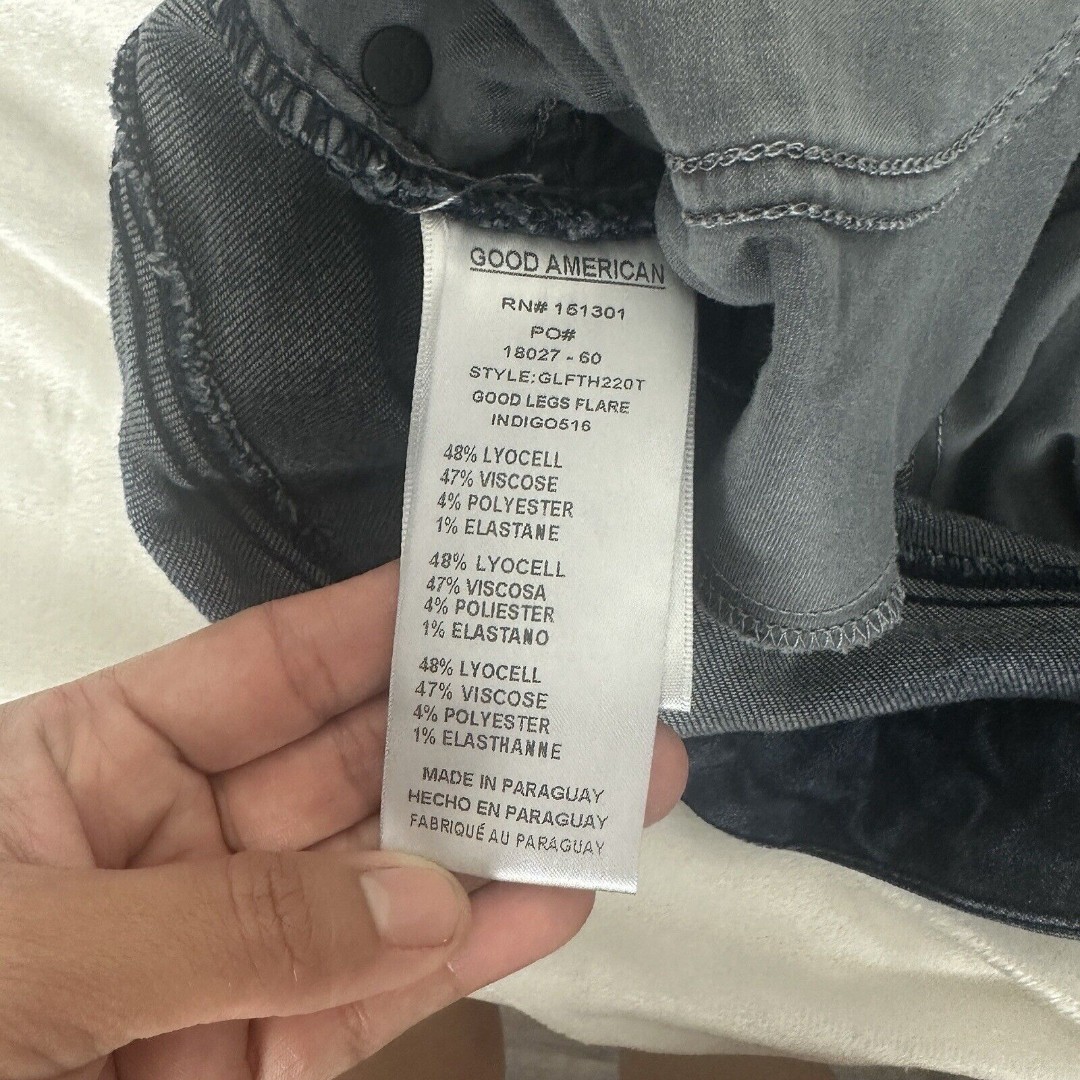 GOOD AMERICAN
RN# 151301
PO#
18027 - 60
STYLE:GLFTH220T
GOOD LEGS FLARE
INDIGO516
48% LYOCELL
47% VISCOSE
4% POLYESTER
1% ELASTANE
48% LYOCELL
47% VISCOSA
4% POLIESTER
1% ELASTANO
48% LYOCELL
47% VISCOSE
4% POLYESTER
1% ELASTHANNE
MADE IN PARAGUAY
HECHO EN PARAGUAY
FABRIQUÉ AU PARAGUAY